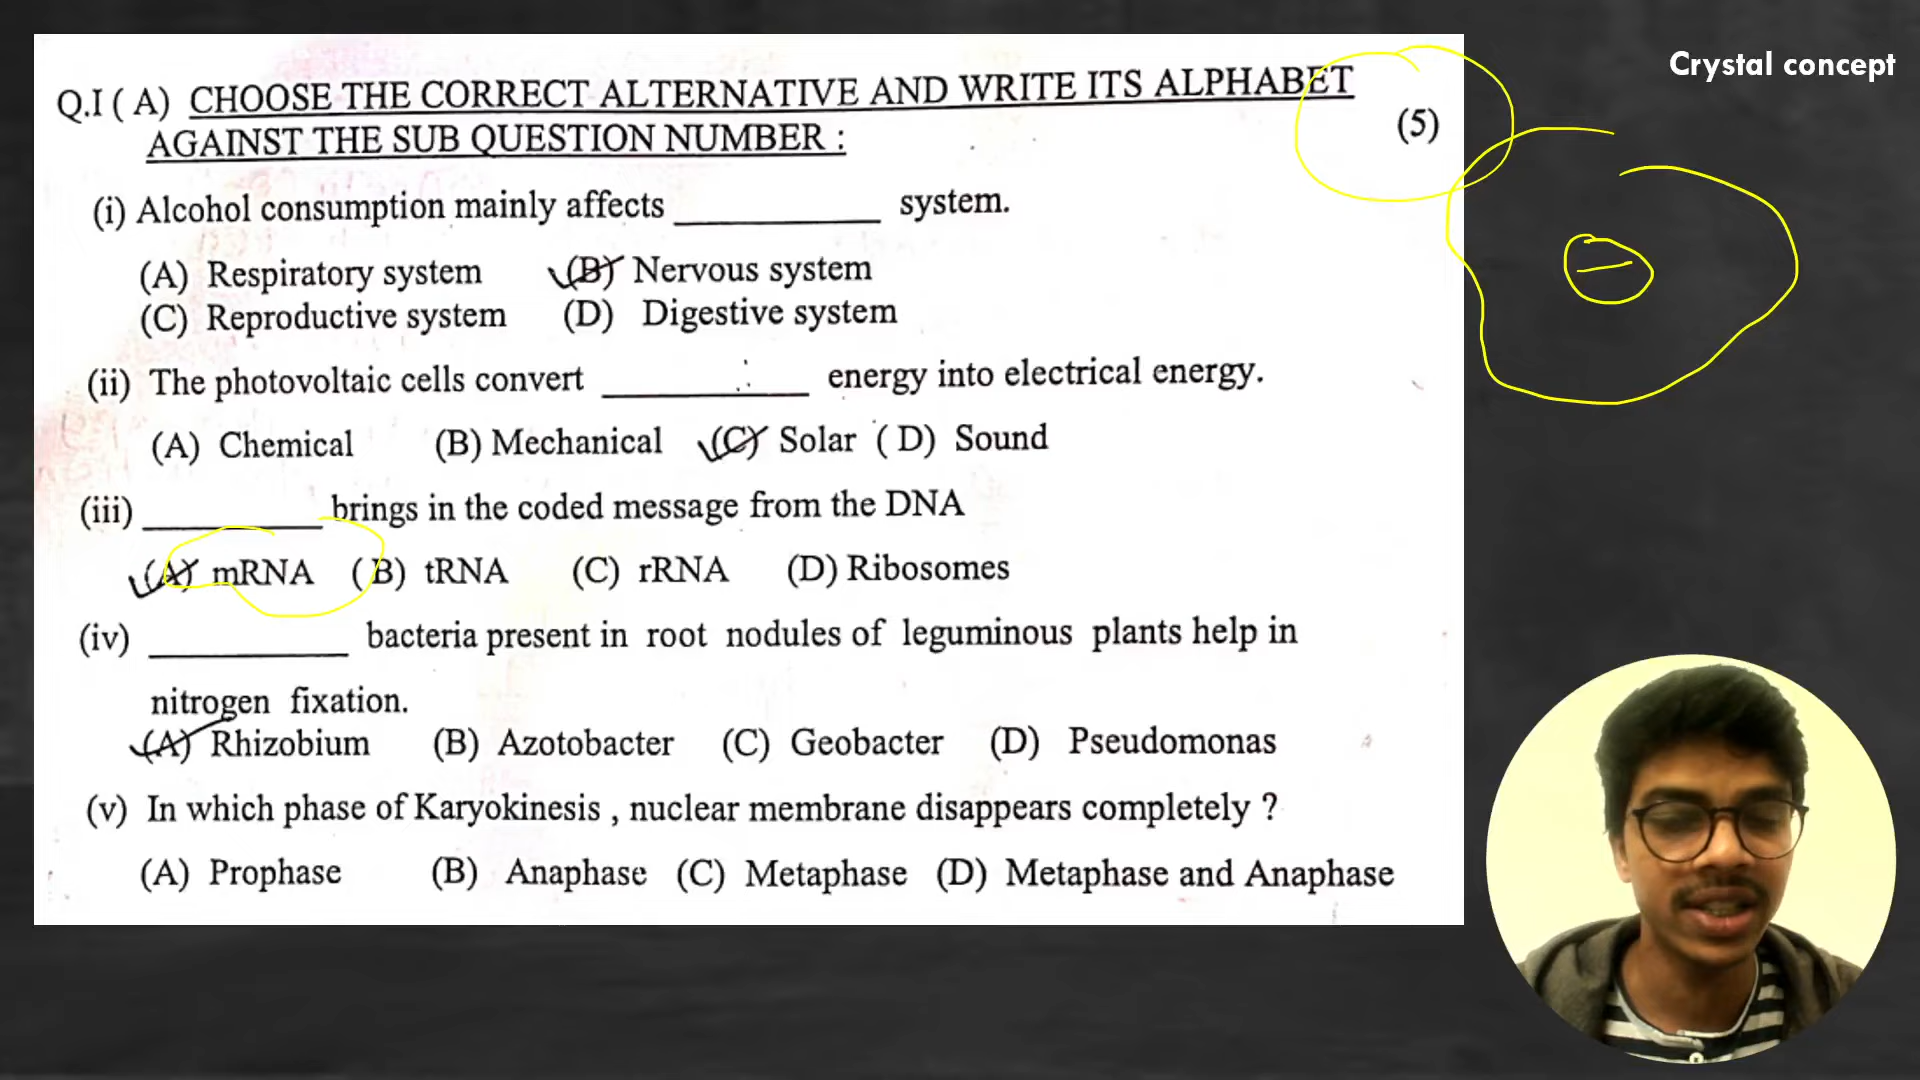 Crystal concept
Q.I ( A) CHOOSE THE CORRECT ALTERNATIVE AND WRITE ITS ALPHABET
AGAINST THE SUB QUESTION NUMBER : (5)
(i) Alcohol consumption mainly affects __________ system.
(A) Respiratory system (B) Nervous system
(C) Reproductive system (D) Digestive system
(ii) The photovoltaic cells convert __________ energy into electrical energy.
(A) Chemical (B) Mechanical (C) Solar ( D) Sound
(iii) __________ brings in the coded message from the DNA
(A) mRNA (B) tRNA (C) rRNA (D) Ribosomes
(iv) __________ bacteria present in root nodules of leguminous plants help in
nitrogen fixation.
(A) Rhizobium (B) Azotobacter (C) Geobacter (D) Pseudomonas
(v) In which phase of Karyokinesis , nuclear membrane disappears completely ?
(A) Prophase (B) Anaphase (C) Metaphase (D) Metaphase and Anaphase